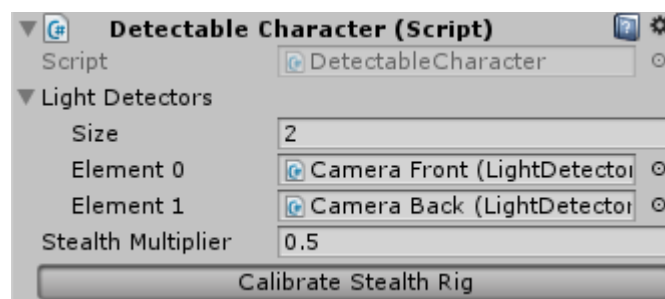 Detectable Character (Script)
Script DetectableCharacter
Light Detectors
Size 2
Element 0 Camera Front (LightDetector
Element 1 Camera Back (LightDetector
Stealth Multiplier 0.5
Calibrate Stealth Rig